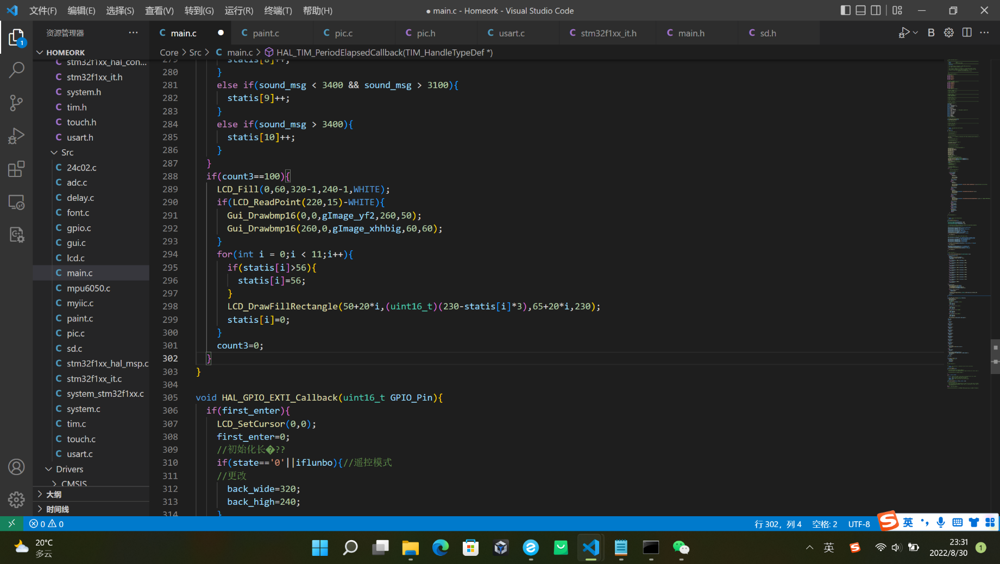 文件(F) 编辑(E) 选择(S) 查看(V) 转到(G) 运行(R) 终端(T) 帮助(H) ● main.c - Homeork - Visual Studio Code
资源管理器 ··· main.c paint.c pic.c pic.h usart.c stm32f1xx_it.h main.h sd.h
HOMEORK
Core > Src > main.c > HAL_TIM_PeriodElapsedCallback(TIM_HandleTypeDef *)
stm32f1xx_hal_con...
stm32f1xx_it.h
system.h
tim.h
touch.h
usart.h
Src
24c02.c
adc.c
delay.c
font.c
gpio.c
gui.c
lcd.c
main.c
mpu6050.c
myiic.c
paint.c
pic.c
sd.c
stm32f1xx_hal_msp.c
stm32f1xx_it.c
system_stm32f1xx.c
system.c
tim.c
touch.c
usart.c
Drivers
CMSIS
大纲
时间线
279 statis[8]++;
280 }
281 else if(sound_msg < 3400 && sound_msg > 3100){
282 statis[9]++;
283 }
284 else if(sound_msg > 3400){
285 statis[10]++;
286 }
287 }
288 if(count3==100){
289 LCD_Fill(0,60,320-1,240-1,WHITE);
290 if(LCD_ReadPoint(220,15)-WHITE){
291 Gui_Drawbmp16(0,0,gImage_yf2,260,50);
292 Gui_Drawbmp16(260,0,gImage_xhhbig,60,60);
293 }
294 for(int i = 0;i < 11;i++){
295 if(statis[i]>56){
296 statis[i]=56;
297 }
298 LCD_DrawFillRectangle(50+20*i,(uint16_t)(230-statis[i]*3),65+20*i,230);
299 statis[i]=0;
300 }
301 count3=0;
302 }
303 }
304
305 void HAL_GPIO_EXTI_Callback(uint16_t GPIO_Pin){
306 if(first_enter){
307 LCD_SetCursor(0,0);
308 first_enter=0;
309 //初始化长�??
310 if(state=='0'||iflunbo){//遥控模式
311 //更改
312 back_wide=320;
313 back_high=240;
314 }
0 0 行 302，列 4 空格: 2 UTF-8 英
20°C
多云
英
23:31
2022/8/30
1